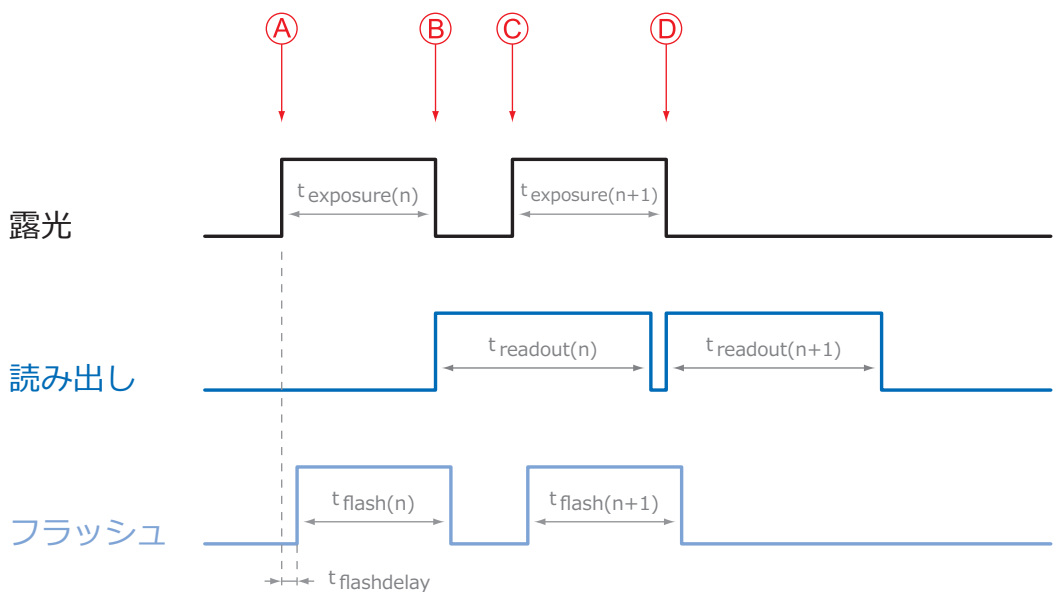 A B C D
露光 t exposure(n) t exposure(n+1)
読み出し t readout(n) t readout(n+1)
フラッシュ t flash(n) t flash(n+1)
t flashdelay